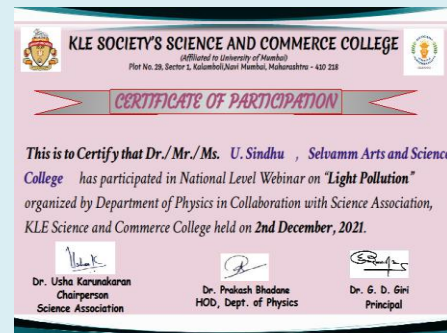 KLE SOCIETY'S SCIENCE AND COMMERCE COLLEGE
(Affiliated to University of Mumbai)
Plot No. 29, Sector 1, Kalamboli,Navi Mumbai, Maharashtra - 410 218
CERTIFICATE OF PARTICIPATION
This is to Certify that Dr./Mr./Ms. U. Sindhu , Selvamm Arts and Science
College has participated in National Level Webinar on "Light Pollution"
organized by Department of Physics in Collaboration with Science Association,
KLE Science and Commerce College held on 2nd December, 2021.
Dr. Usha Karunakaran
Chairperson
Science Association
Dr. Prakash Bhadane
HOD, Dept. of Physics
Dr. G. D. Giri
Principal